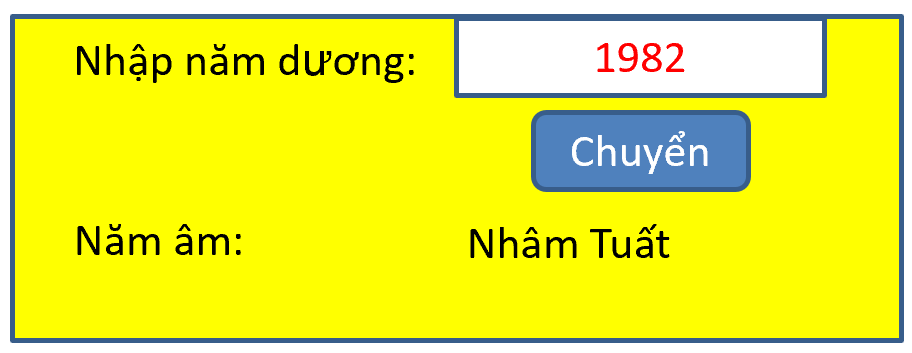 Nhập năm dương: 1982
Chuyển
Năm âm: Nhâm Tuất